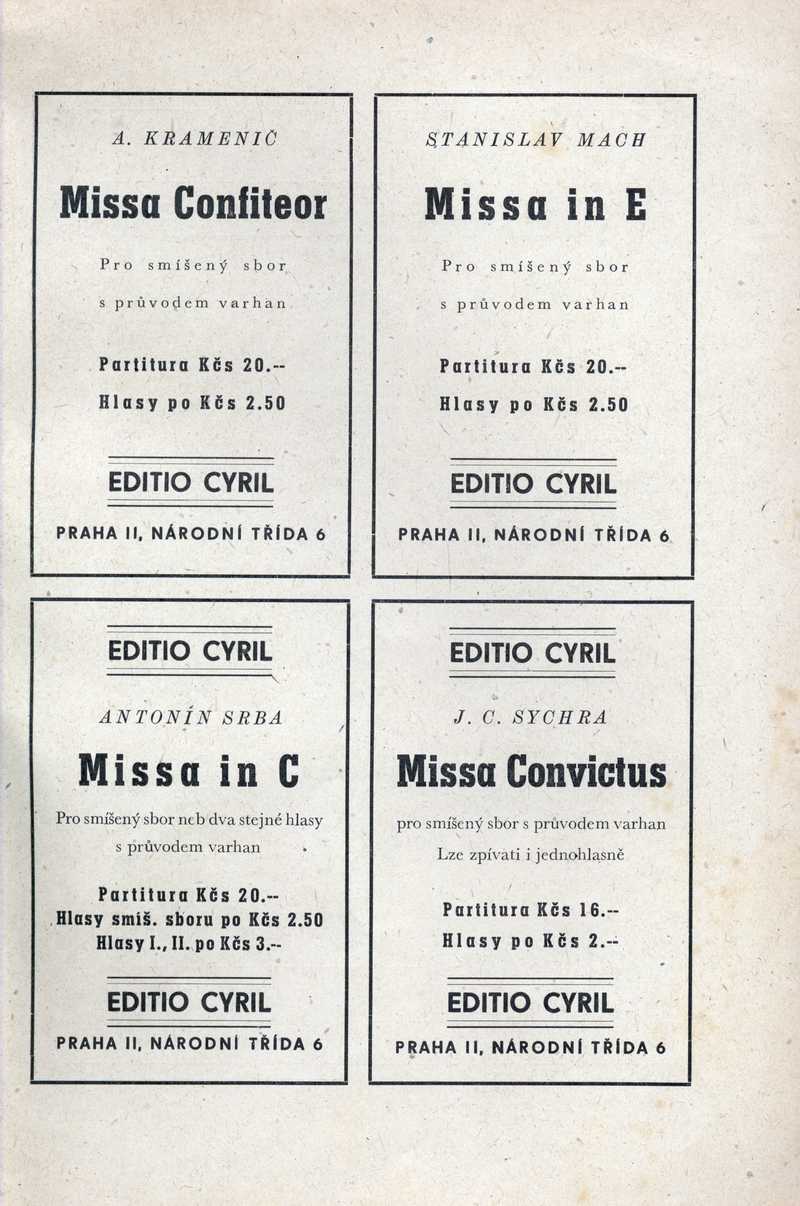 A. KRAMENIČ
Missa Confiteor
Pro smíšený sbor
s průvodem varhan
Partitura Kčs 20.--
Hlasy po Kčs 2.50
EDITIO CYRIL
PRAHA II, NÁRODNÍ TŘÍDA 6
STANISLAV MACH
Missa in E
Pro smíšený sbor
s průvodem varhan
Partitura Kčs 20.--
Hlasy po Kčs 2.50
EDITIO CYRIL
PRAHA II, NÁRODNÍ TŘÍDA 6
EDITIO CYRIL
ANTONÍN SRBA
Missa in C
Pro smíšený sbor neb dva stejné hlasy
s průvodem varhan
Partitura Kčs 20.--
Hlasy smíš. sboru po Kčs 2.50
Hlasy I., II. po Kčs 3.--
EDITIO CYRIL
PRAHA II, NÁRODNÍ TŘÍDA 6
EDITIO CYRIL
J. C. SYCHRA
Missa Convictus
pro smíšený sbor s průvodem varhan
Lze zpívati i jednohlasně
Partitura Kčs 16.--
Hlasy po Kčs 2.--
EDITIO CYRIL
PRAHA II, NÁRODNÍ TŘÍDA 6